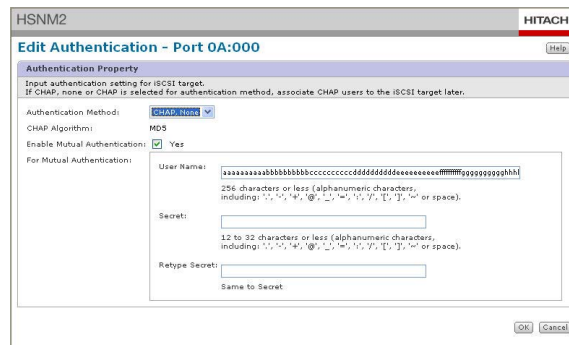 HSNM2
HITACH
Edit Authentication - Port 0A:000
Help
Authentication Property
Input authentication setting for iSCSI target.
If CHAP, none or CHAP is selected for authentication method, associate CHAP users to the iSCSI target later.
Authentication Method: CHAP, None
CHAP Algorithm: MD5
Enable Mutual Authentication: Yes
For Mutual Authentication:
User Name:
256 characters or less (alphanumeric characters,
including: '.', '-', '+', '@', '_', '=', ':', '/', '[', ']', '~' or space).
Secret:
12 to 32 characters or less (alphanumeric characters,
including: '.', '-', '+', '@', '_', '=', ':', '/', '[', ']', '~' or space).
Retype Secret:
Same to Secret
OK Cancel